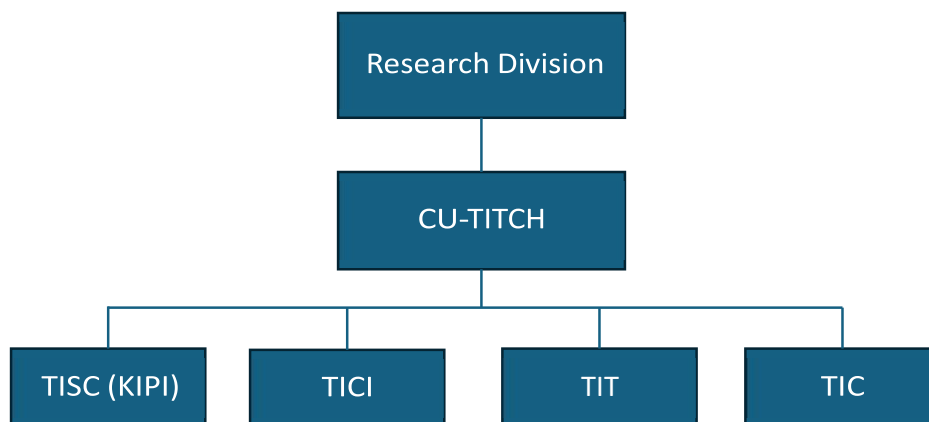 Research Division
CU-TITCH
TISC (KIPI)
TICI
TIT
TIC